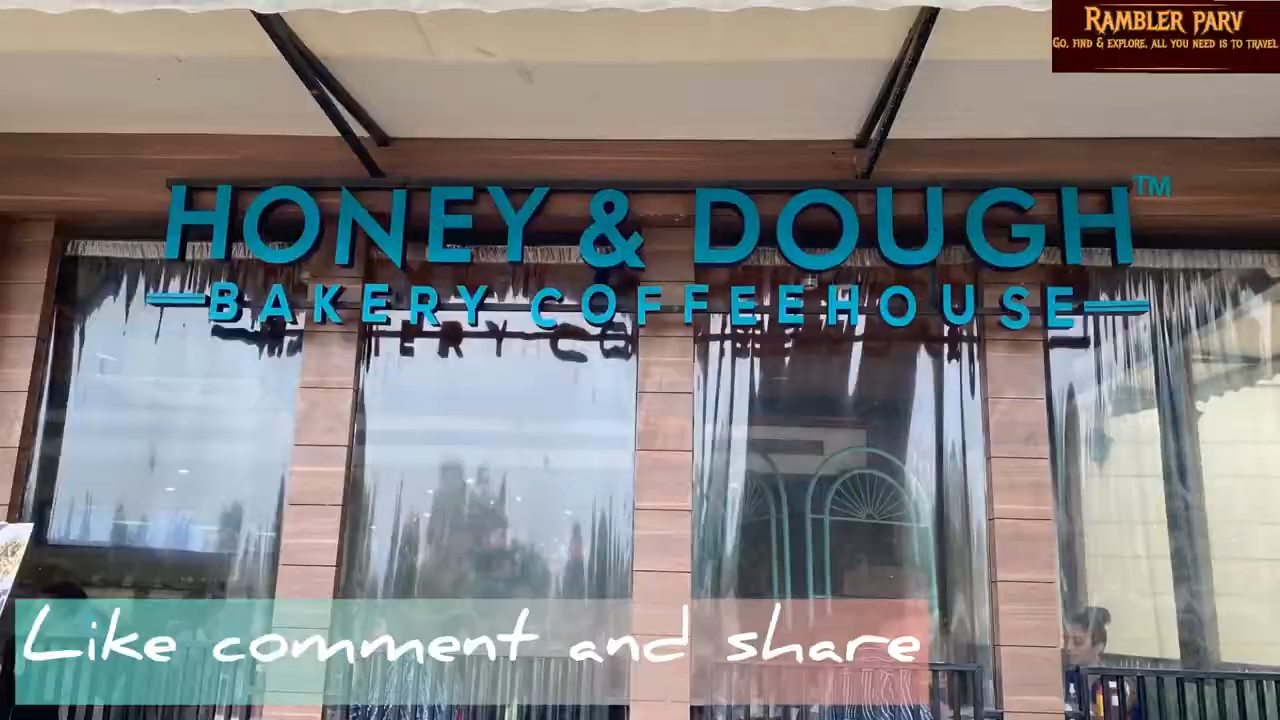 RAMBLER PARV
GO, FIND & EXPLORE, ALL YOU NEED IS TO TRAVEL
HONEY & DOUGH™
BAKERY COFFEEHOUSE
Like comment and share